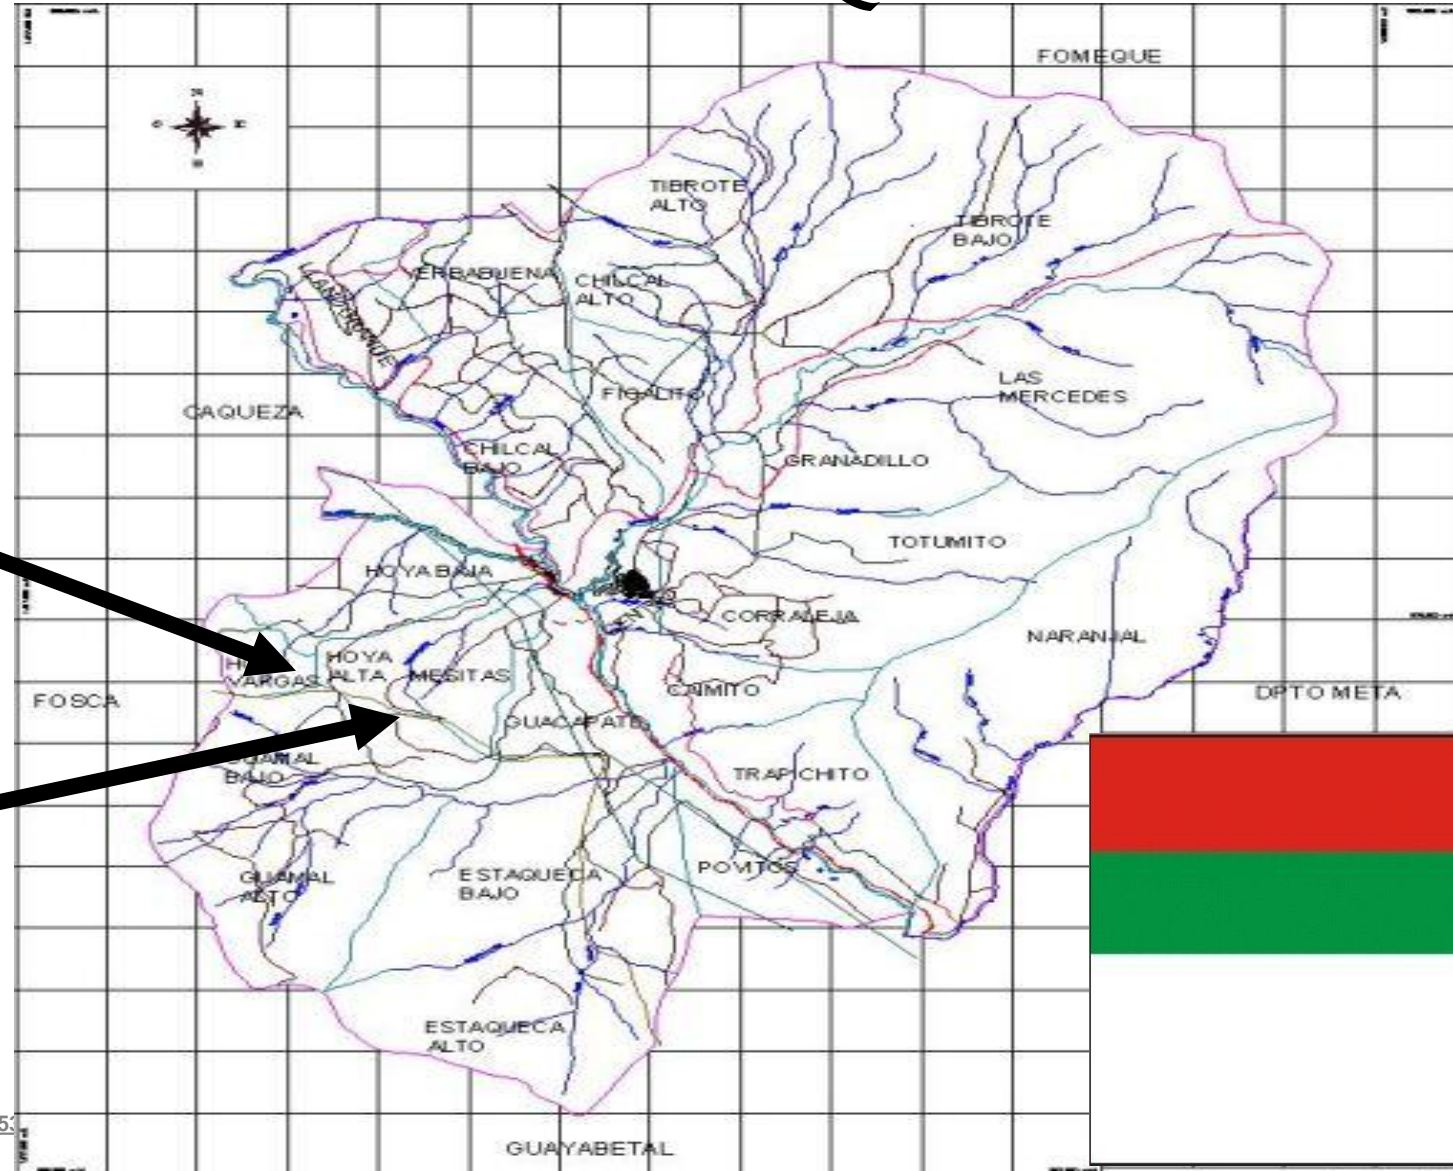 FOMEQUE
TIBROTE
ALTO
TIBROTE
BAJO
YERBABUENA
CHILCAL
ALTO
LAS
MERCEDES
FIGALITO
CAQUEZA
CHILCAL
BAJO
GRANADILLO
TOTUMITO
HOYA BAJA
CORRALEJA
NARANJAL
HOYA
ALTA
VARGAS
MESITAS
CAIMITO
FOSCA
DPTO META
GUACAPATE
GUAMAL
BAJO
TRAPICHITO
POVITOS
GUAMAL
ALTO
ESTAQUECA
BAJO
ESTAQUECA
ALTO
GUAYABETAL